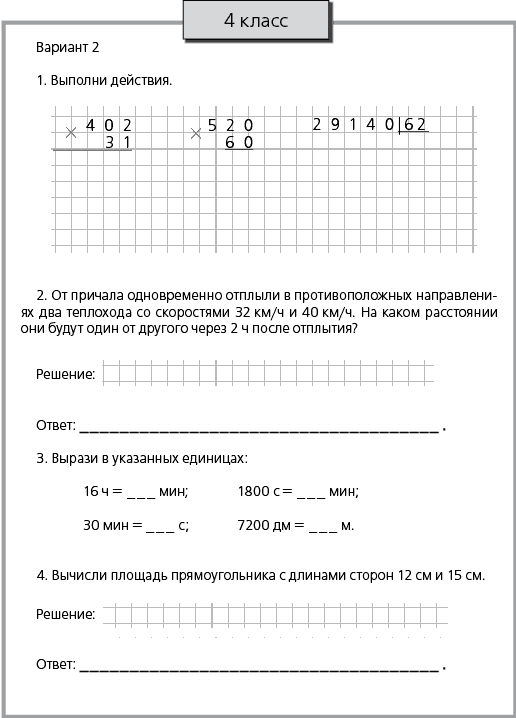 4 класс
Вариант 2
1. Выполни действия.
× 402 520 29140 62
31 × 60
2. От причала одновременно отплыли в противоположных направлени-
ях два теплохода со скоростями 32 км/ч и 40 км/ч. На каком расстоянии
они будут один от другого через 2 ч после отплытия?
Решение:
Ответ: ______________________________________ .
3. Вырази в указанных единицах:
16 ч = ___ мин; 1800 с = ___ мин;
30 мин = ___ с; 7200 дм = ___ м.
4. Вычисли площадь прямоугольника с длинами сторон 12 см и 15 см.
Решение:
Ответ: ______________________________________ .